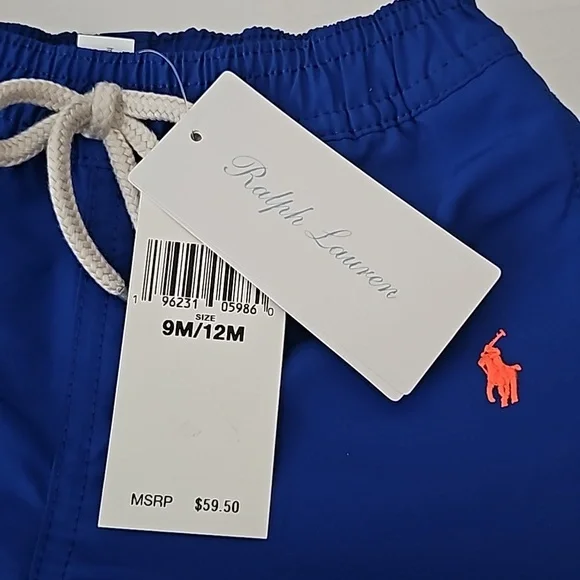 Ralph Lauren
1 96231 05986 0
SIZE
9M/12M
MSRP $59.50